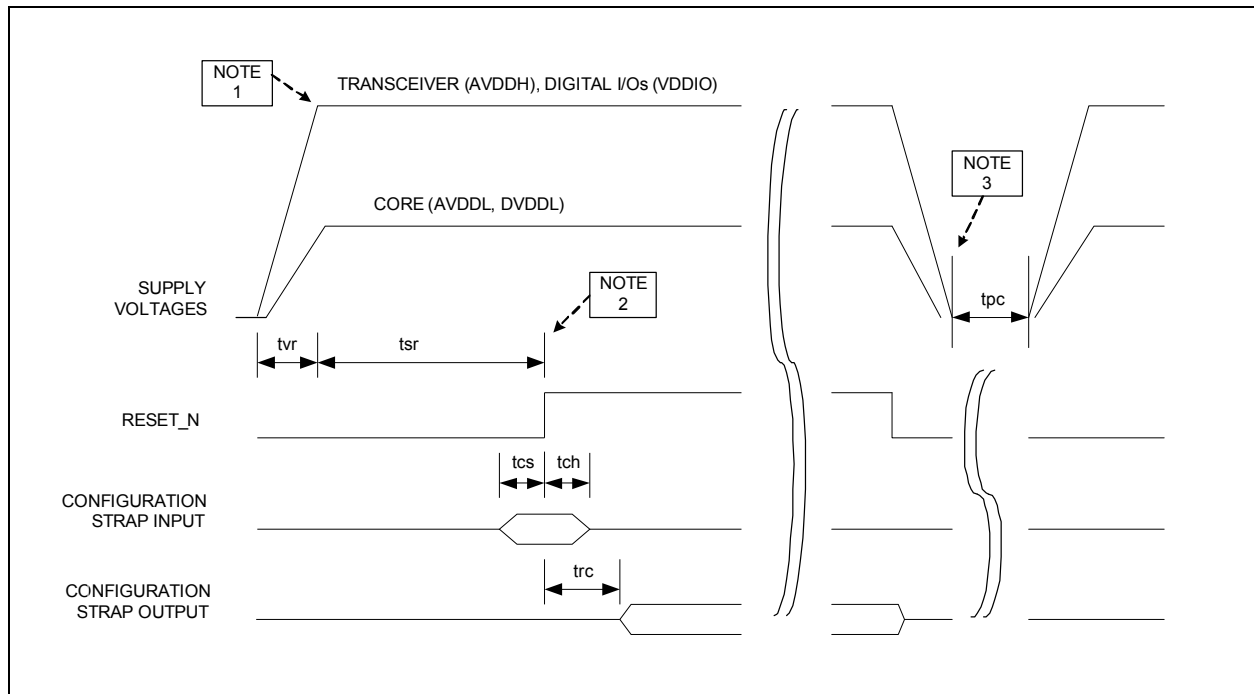 NOTE
1
TRANSCEIVER (AVDDH), DIGITAL I/Os (VDDIO)
NOTE
3
CORE (AVDDL, DVDDL)
NOTE
2
SUPPLY
VOLTAGES
tpc
tvr
tsr
RESET_N
tcs
tch
CONFIGURATION
STRAP INPUT
trc
CONFIGURATION
STRAP OUTPUT